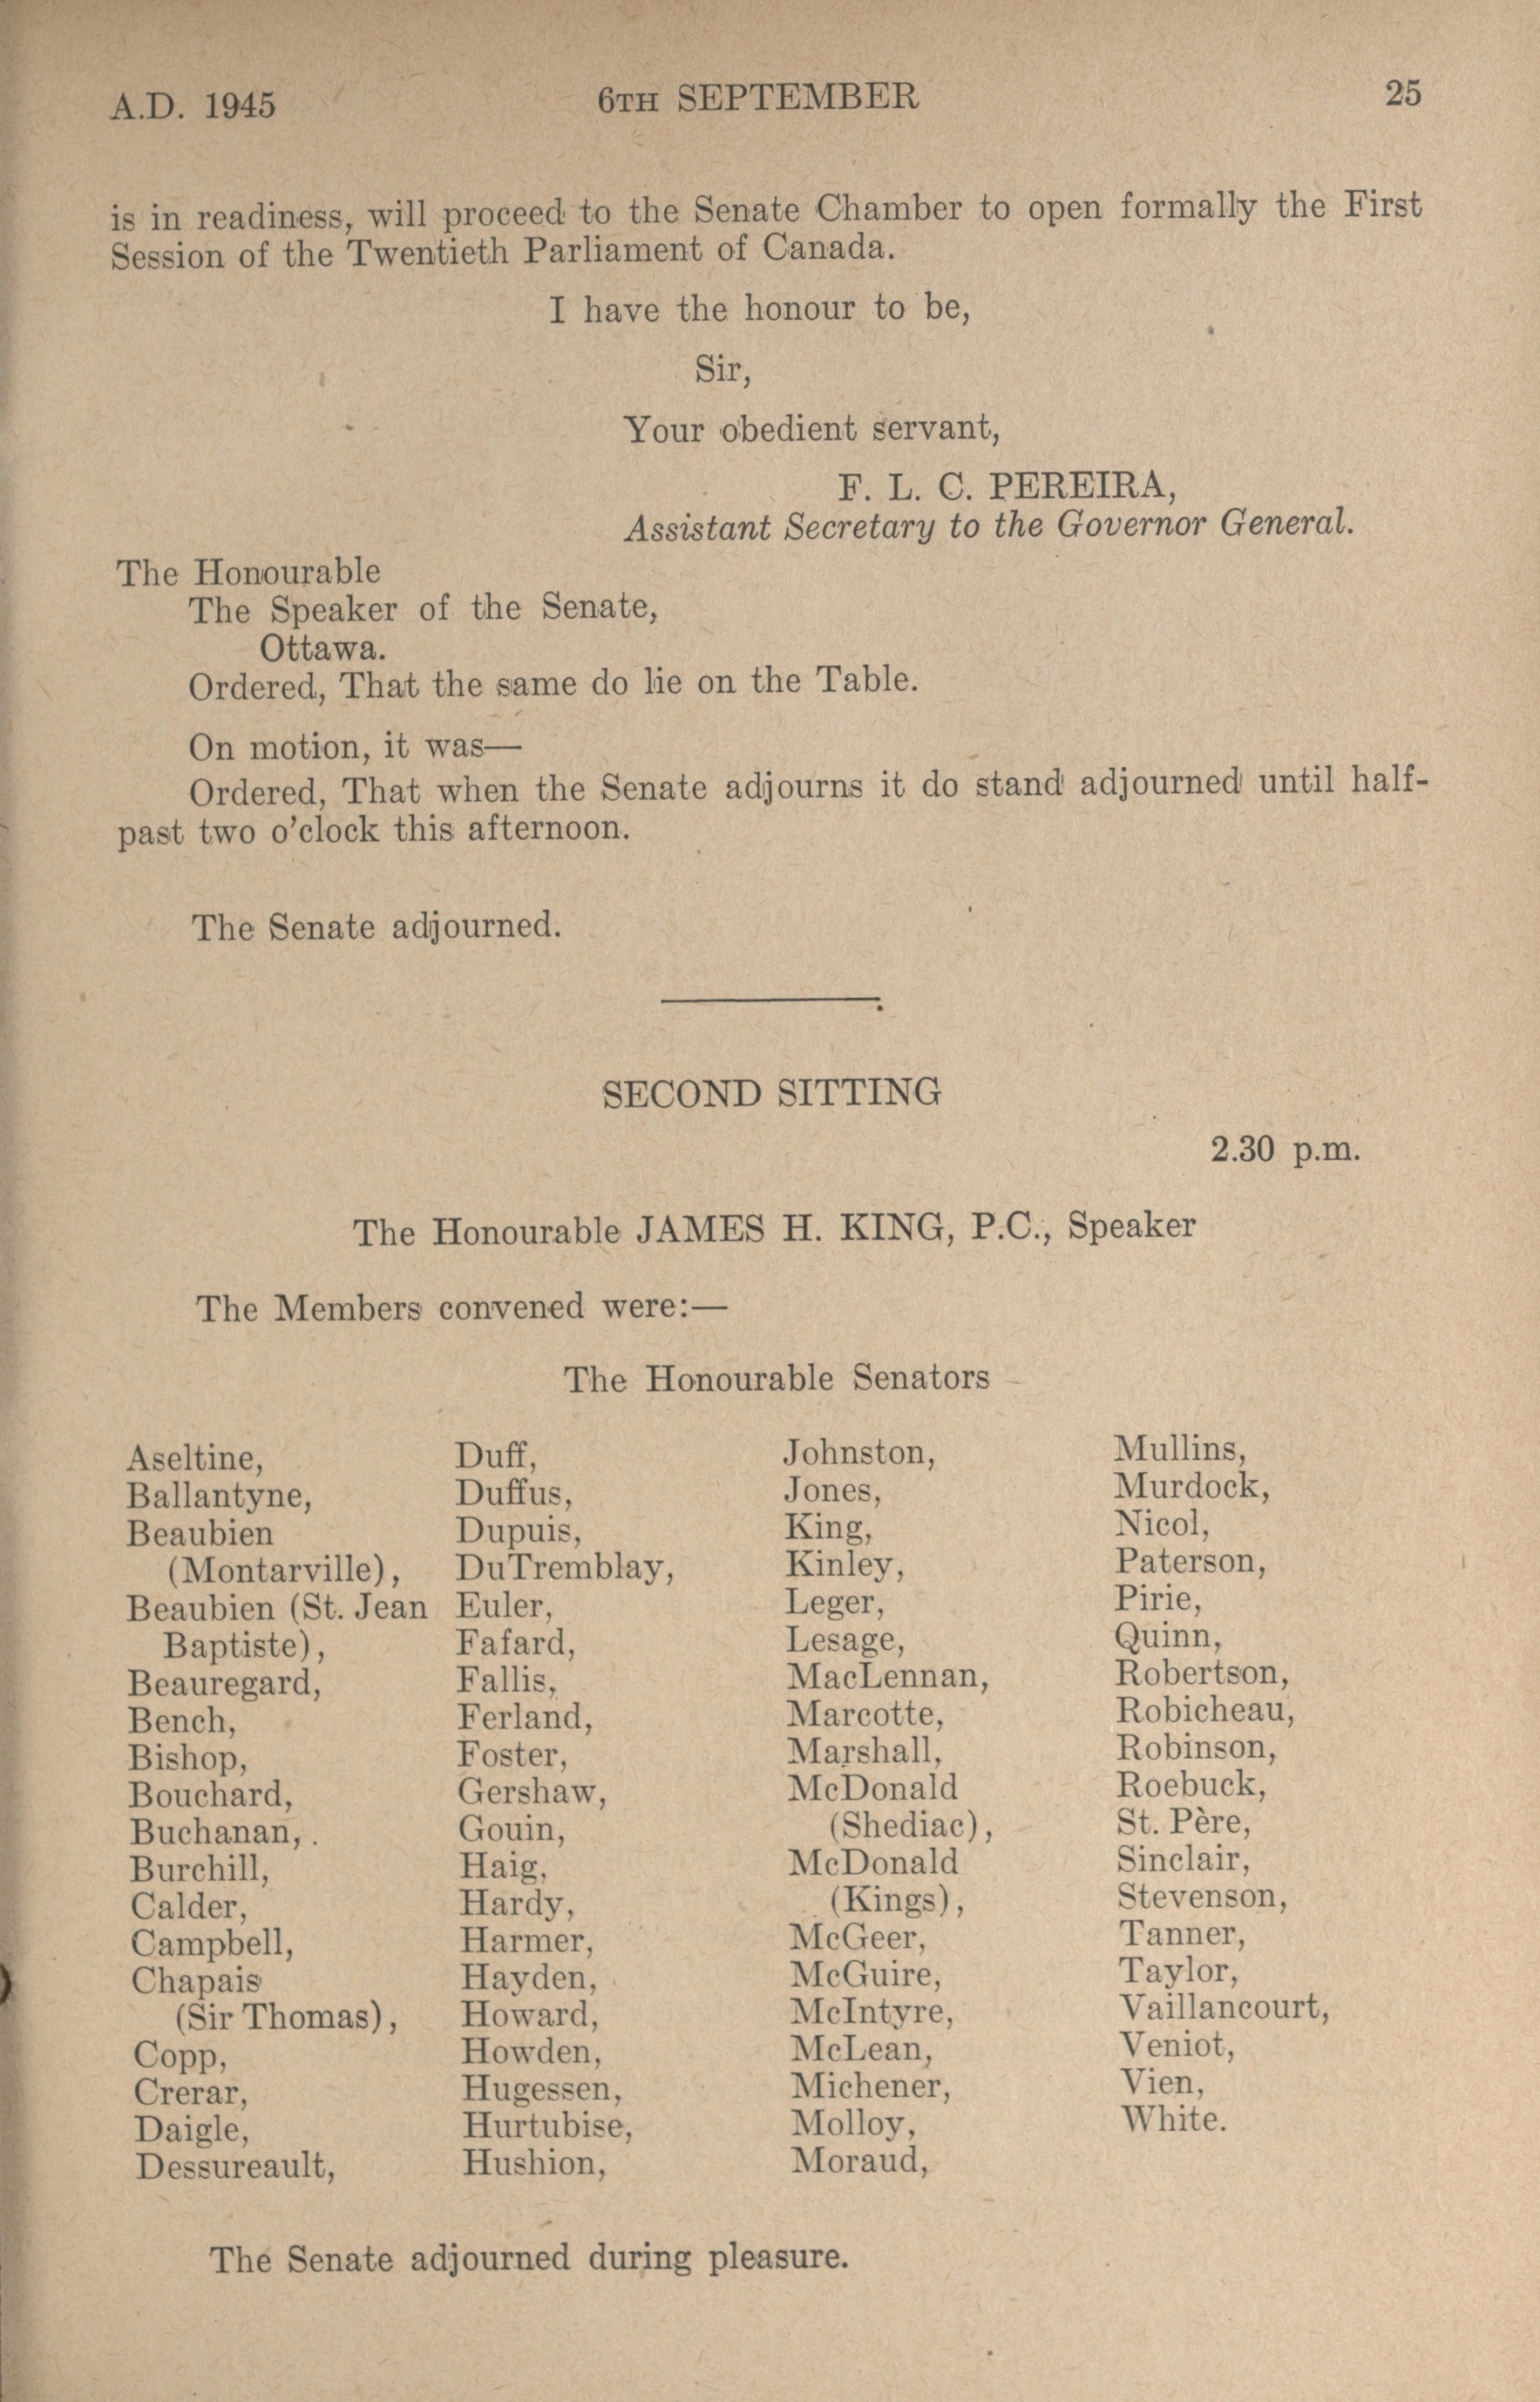 A.D. 1945 6TH SEPTEMBER 25
is in readiness, will proceed to the Senate Chamber to open formally the First
Session of the Twentieth Parliament of Canada.
I have the honour to be,
Sir,
Your obedient servant,
F. L. C. PEREIRA,
Assistant Secretary to the Governor General.
The Honourable
The Speaker of the Senate,
Ottawa.
Ordered, That the same do lie on the Table.
On motion, it was—
Ordered, That when the Senate adjourns it do stand adjourned until half-
past two o'clock this afternoon.
The Senate adjourned.
SECOND SITTING
2.30 p.m.
The Honourable JAMES H. KING, P.C., Speaker
The Members convened were:—
The Honourable Senators
Aseltine,
Ballantyne,
Beaubien
(Montarville),
Beaubien (St. Jean
Baptiste),
Beauregard,
Bench,
Bishop,
Bouchard,
Buchanan,
Burchill,
Calder,
Campbell,
Chapais
(Sir Thomas),
Copp,
Crerar,
Daigle,
Dessureault,
Duff,
Duffus,
Dupuis,
DuTremblay,
Euler,
Fafard,
Fallis,
Ferland,
Foster,
Gershaw,
Gouin,
Haig,
Hardy,
Harmer,
Hayden,
Howard,
Howden,
Hugessen,
Hurtubise,
Hushion,
Johnston,
Jones,
King,
Kinley,
Leger,
Lesage,
MacLennan,
Marcotte,
Marshall,
McDonald
(Shediac),
McDonald
(Kings),
McGeer,
McGuire,
McIntyre,
McLean,
Michener,
Molloy,
Moraud,
Mullins,
Murdock,
Nicol,
Paterson,
Pirie,
Quinn,
Robertson,
Robicheau,
Robinson,
Roebuck,
St. Père,
Sinclair,
Stevenson,
Tanner,
Taylor,
Vaillancourt,
Veniot,
Vien,
White.
The Senate adjourned during pleasure.